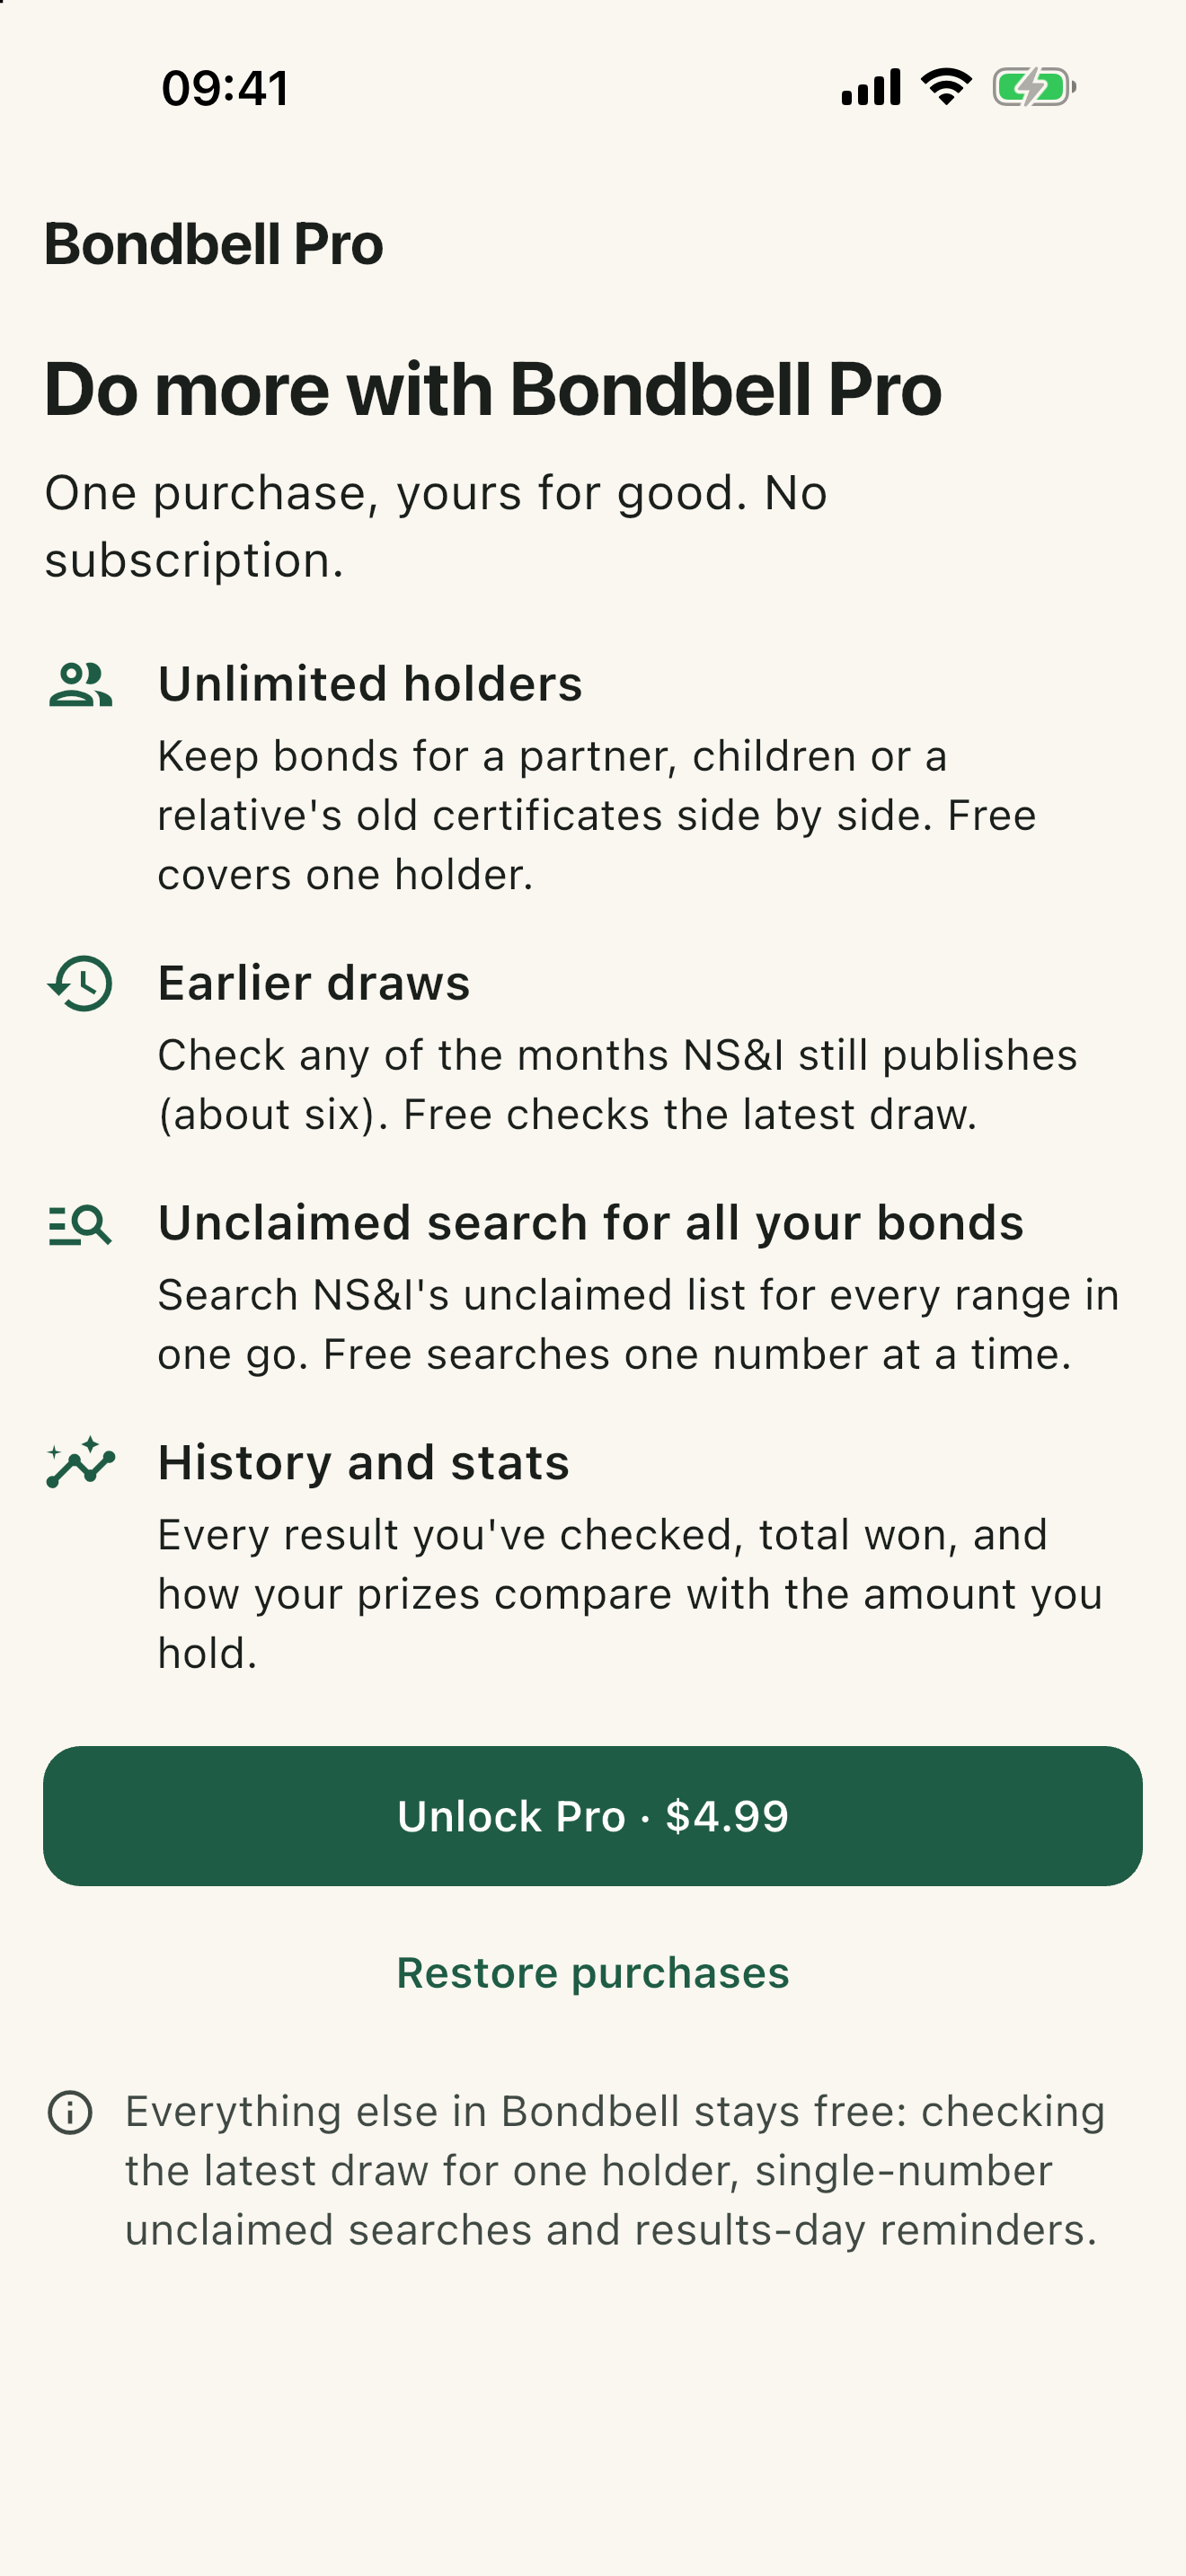 09:41
Bondbell Pro
Do more with Bondbell Pro
One purchase, yours for good. No
subscription.
Unlimited holders
Keep bonds for a partner, children or a
relative's old certificates side by side. Free
covers one holder.
Earlier draws
Check any of the months NS&I still publishes
(about six). Free checks the latest draw.
Unclaimed search for all your bonds
Search NS&I's unclaimed list for every range in
one go. Free searches one number at a time.
History and stats
Every result you've checked, total won, and
how your prizes compare with the amount you
hold.
Unlock Pro · $4.99
Restore purchases
Everything else in Bondbell stays free: checking
the latest draw for one holder, single-number
unclaimed searches and results-day reminders.